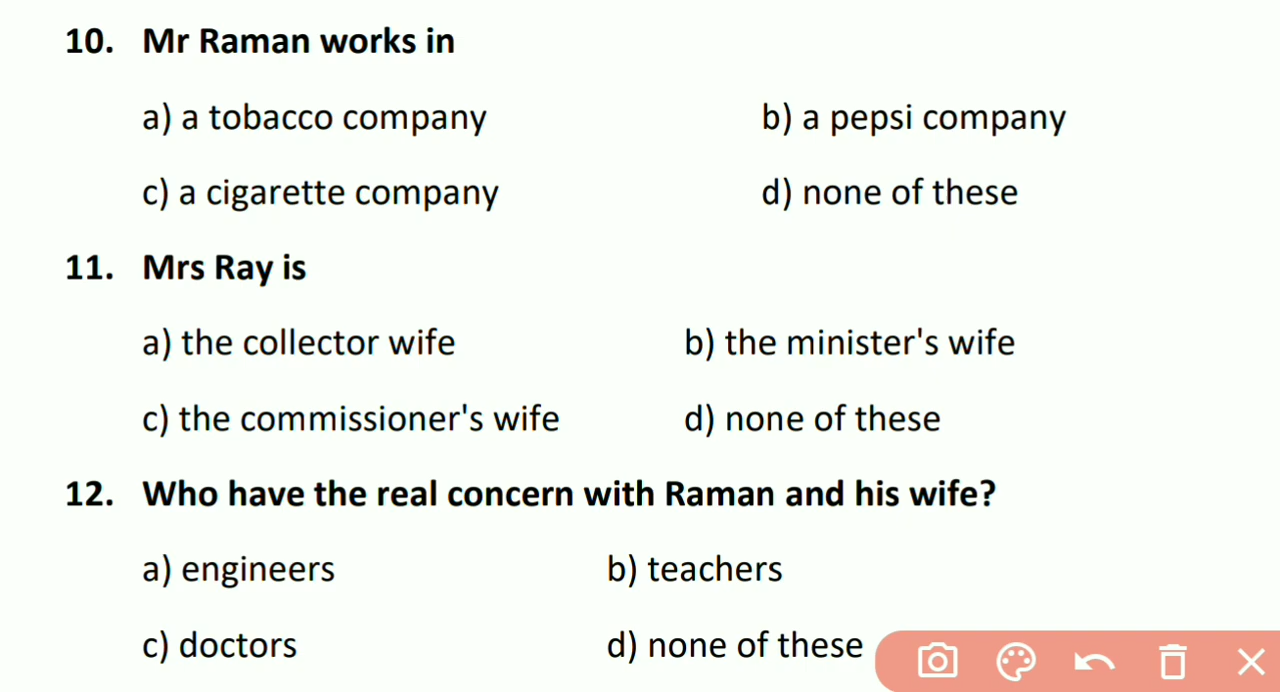 10. Mr Raman works in
a) a tobacco company b) a pepsi company
c) a cigarette company d) none of these
11. Mrs Ray is
a) the collector wife b) the minister's wife
c) the commissioner's wife d) none of these
12. Who have the real concern with Raman and his wife?
a) engineers b) teachers
c) doctors d) none of these